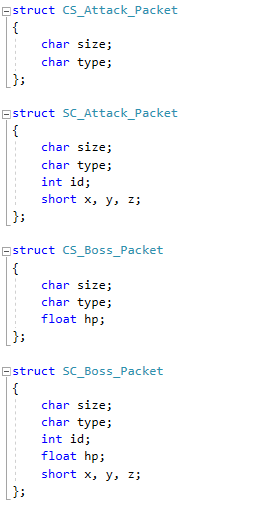 struct CS_Attack_Packet
{
    char size;
    char type;
};
struct SC_Attack_Packet
{
    char size;
    char type;
    int id;
    short x, y, z;
};
struct CS_Boss_Packet
{
    char size;
    char type;
    float hp;
};
struct SC_Boss_Packet
{
    char size;
    char type;
    int id;
    float hp;
    short x, y, z;
};